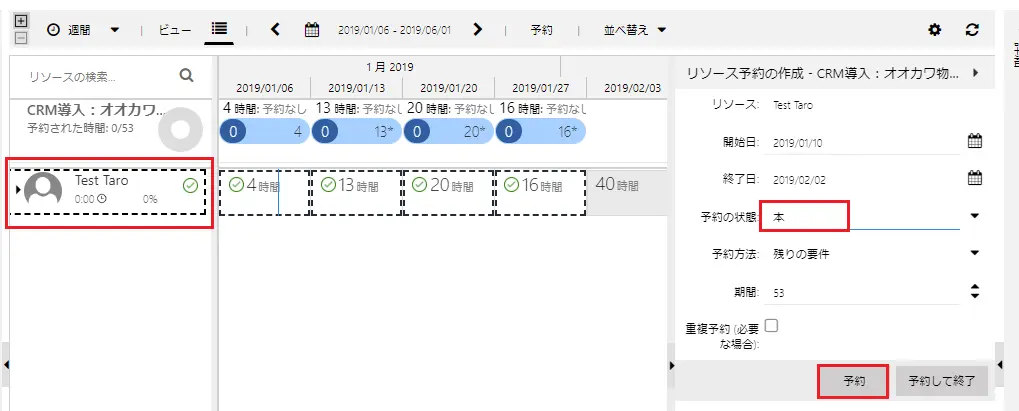 週間 | ビュー | | 2019/01/06 - 2019/06/01 | 予約 | 並べ替え
リソースの検索...
1 月 2019
2019/01/06 2019/01/13 2019/01/20 2019/01/27 2019/02/03
CRM導入：オオカワ...
予約された時間: 0/53
4 時間: 予約なし 13 時間: 予約なし 20 時間: 予約なし 16 時間: 予約なし
0 4 0 13* 0 20* 0 16*
Test Taro
0:00 0%
4 時間 13 時間 20 時間 16 時間 40 時間
リソース予約の作成 - CRM導入：オオカワ物...
リソース: Test Taro
開始日: 2019/01/10
終了日: 2019/02/02
予約の状態: 本
予約方法: 残りの要件
期間: 53
重複予約 (必要
な場合):
予約 予約して終了